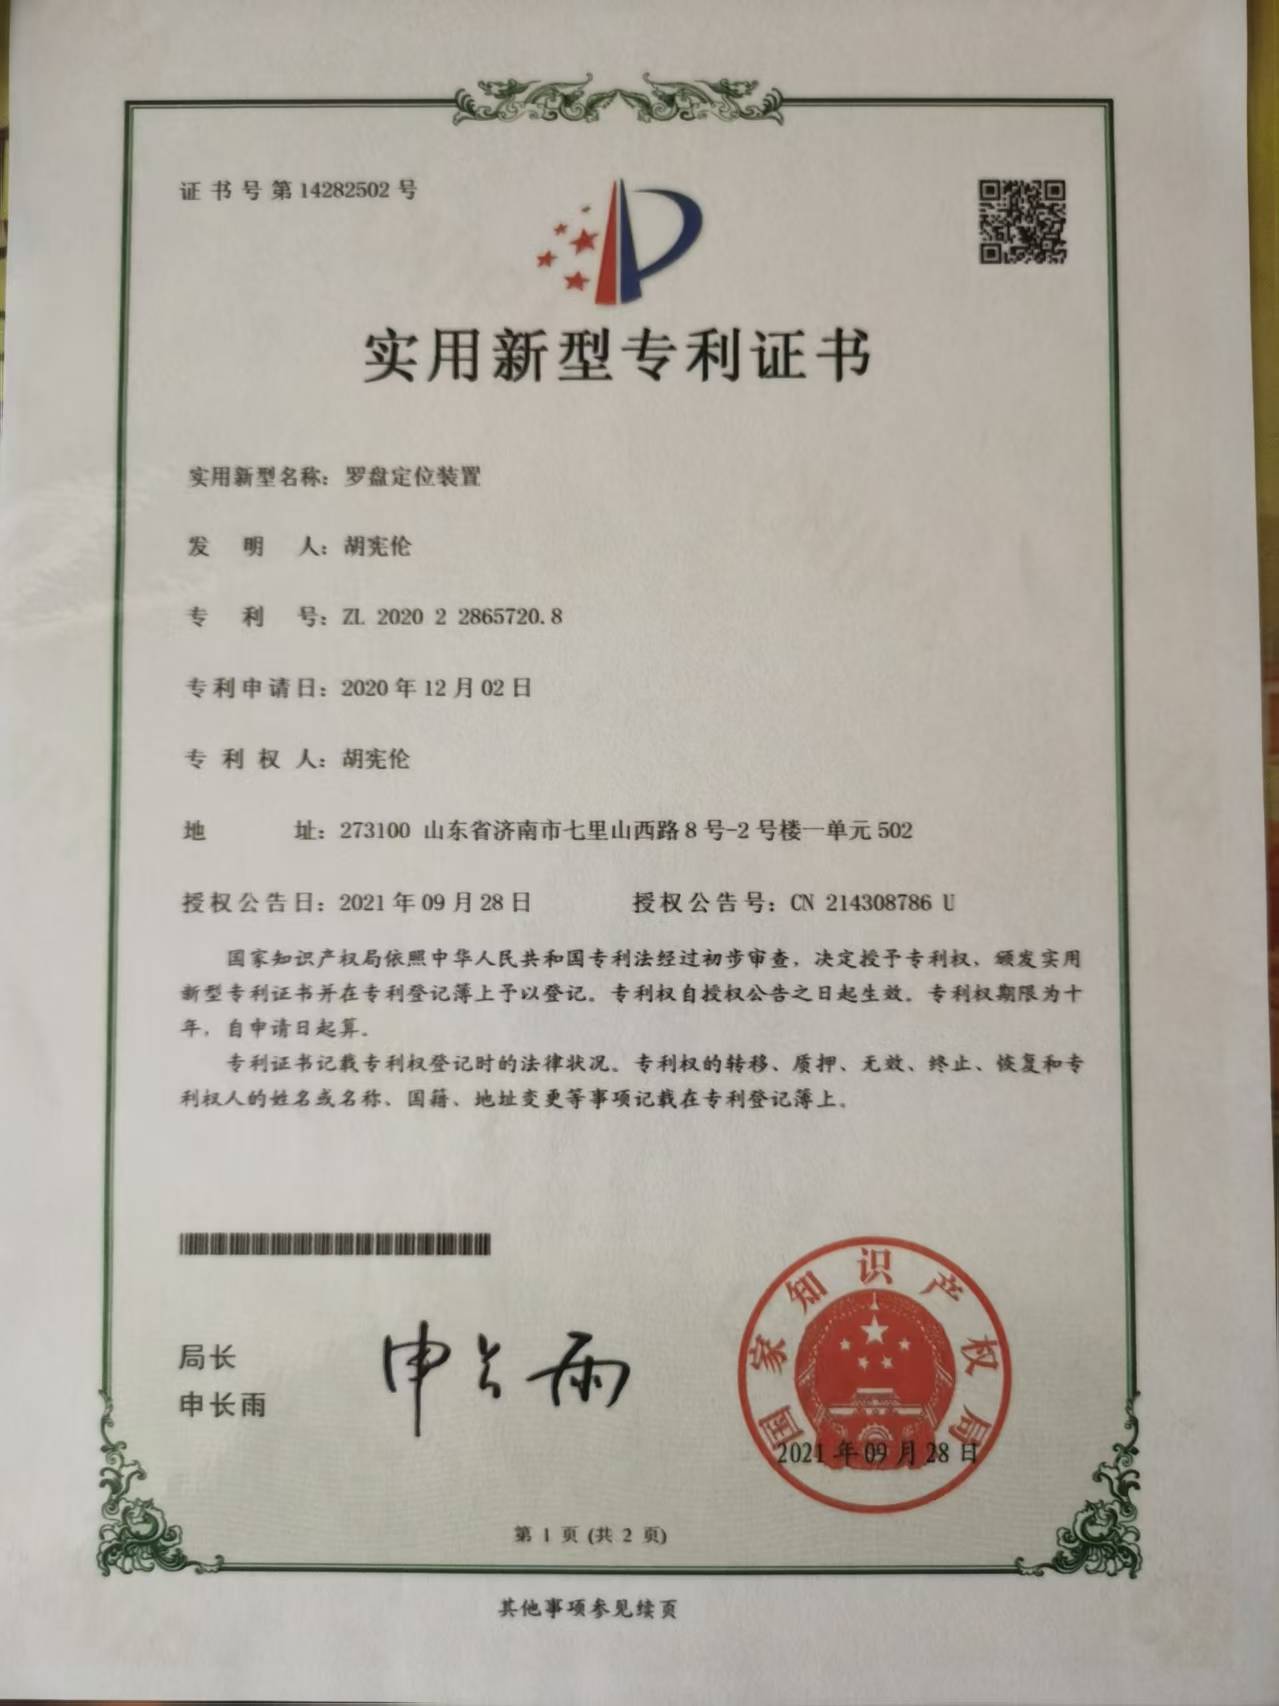 证书号第14282502号
实用新型专利证书
实用新型名称：罗盘定位装置
发明人：胡宪伦
专利号：ZL 2020 2 2865720.8
专利申请日：2020年12月02日
专利权人：胡宪伦
地址：273100 山东省济南市七里山西路8号-2号楼一单元502
授权公告日：2021年09月28日 授权公告号：CN 214308786 U
国家知识产权局依照中华人民共和国专利法经过初步审查，决定授予专利权，颁发实用
新型专利证书并在专利登记簿上予以登记。专利权自授权公告之日起生效。专利权期限为十
年，自申请日起算。
专利证书记载专利权登记时的法律状况。专利权的转移、质押、无效、终止、恢复和专
利权人的姓名或名称、国籍、地址变更等事项记载在专利登记簿上。
局长
申长雨
申长雨
国家知识产权局
2021年09月28日
第 1 页 (共 2 页)
其他事项参见续页